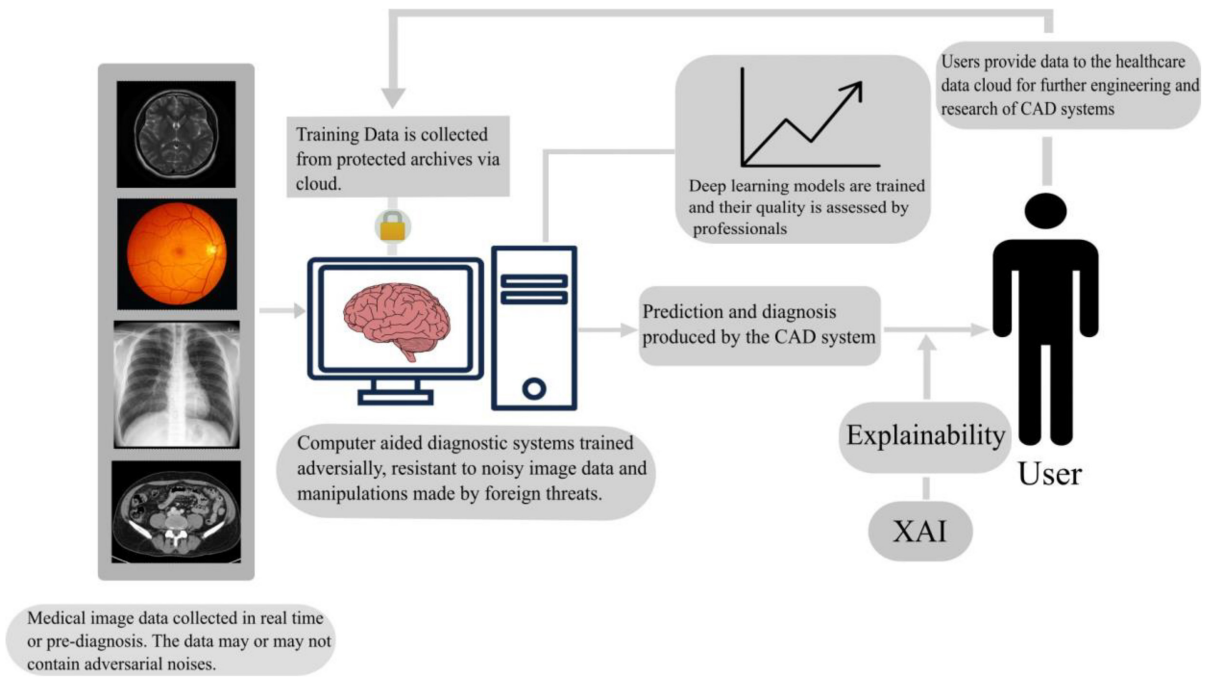 Users provide data to the healthcare
data cloud for further engineering and
research of CAD systems
Training Data is collected
from protected archives via
cloud.
Deep learning models are trained
and their quality is assessed by
professionals
Prediction and diagnosis
produced by the CAD system
Explainability
User
XAI
Computer aided diagnostic systems trained
adversially, resistant to noisy image data and
manipulations made by foreign threats.
Medical image data collected in real time
or pre-diagnosis. The data may or may not
contain adversarial noises.